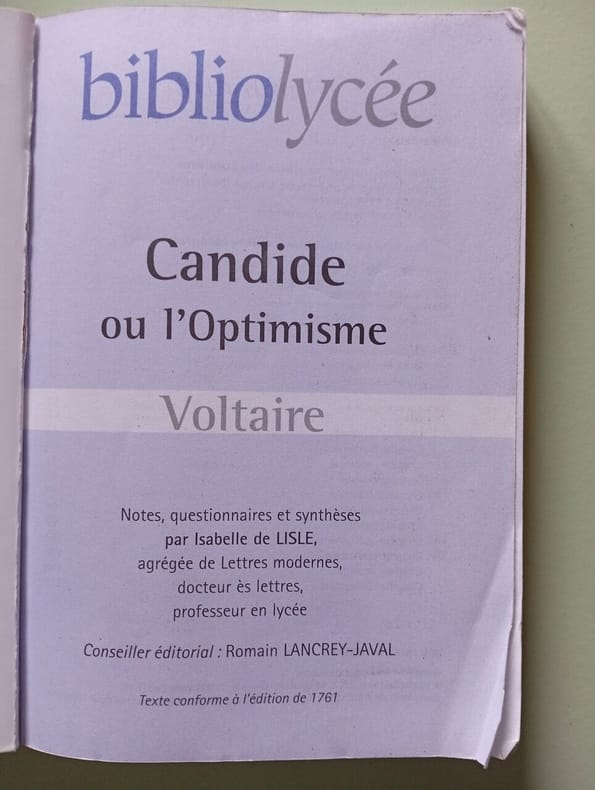 bibliolycée
Candide
ou l'Optimisme
Voltaire
Notes, questionnaires et synthèses
par Isabelle de LISLE,
agrégée de Lettres modernes,
docteur ès lettres,
professeur en lycée
Conseiller éditorial : Romain LANCREY-JAVAL
Texte conforme à l'édition de 1761